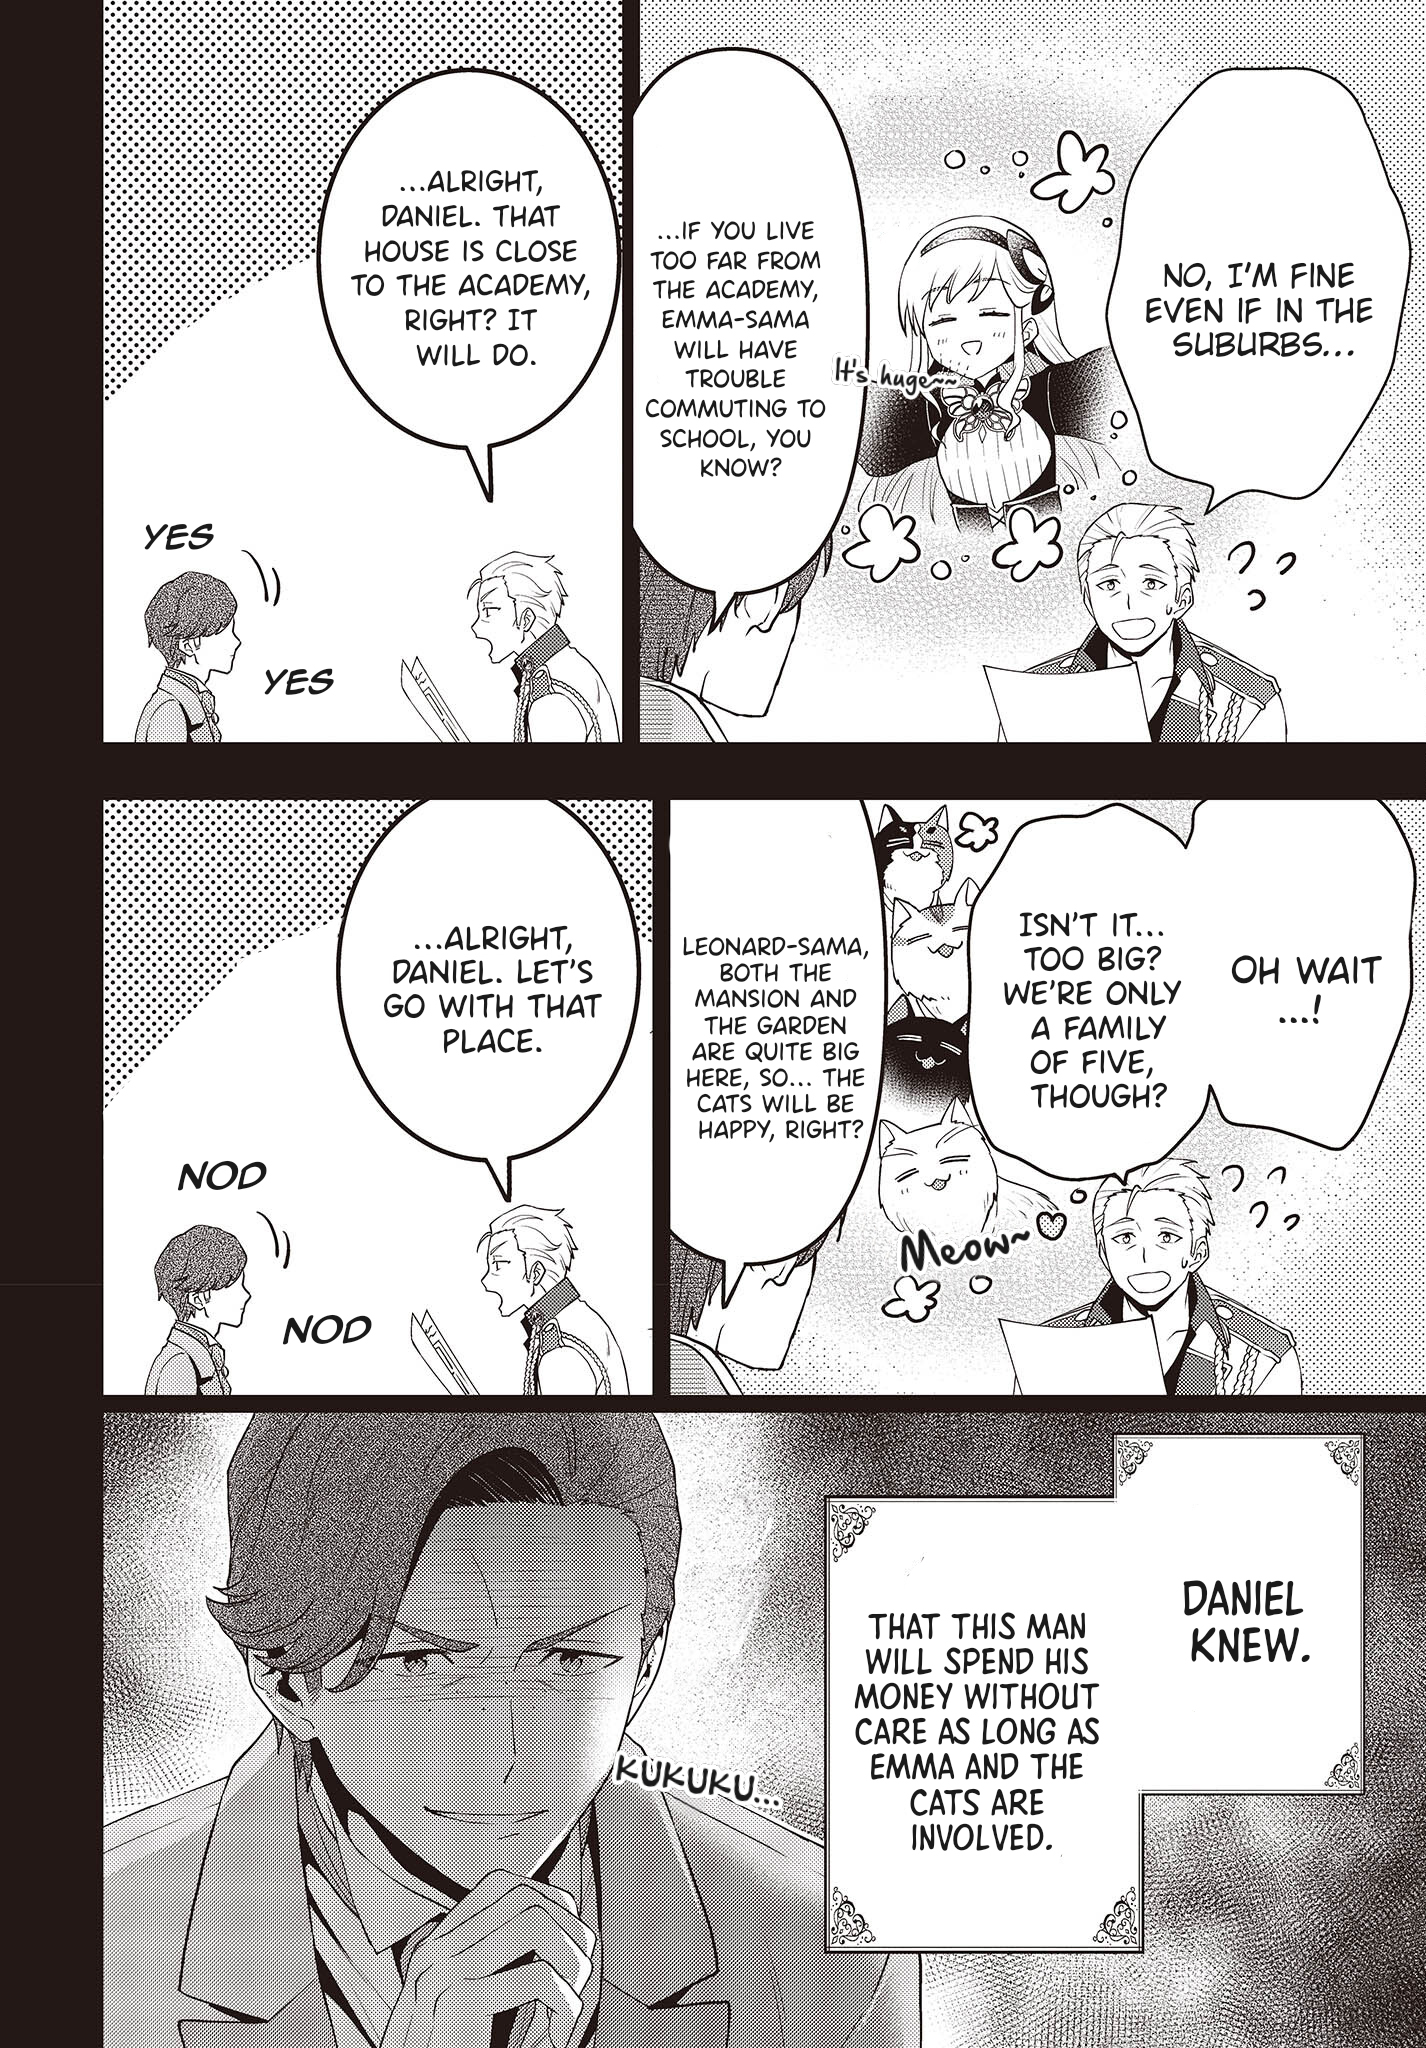 NO, I'M FINE
EVEN IF IN THE
SUBURBS...
It's huge~~
...IF YOU LIVE
TOO FAR FROM
THE ACADEMY,
EMMA-SAMA
WILL HAVE
TROUBLE
COMMUTING TO
SCHOOL, YOU
KNOW?
...ALRIGHT,
DANIEL. THAT
HOUSE IS CLOSE
TO THE ACADEMY,
RIGHT? IT
WILL DO.
YES
YES
OH WAIT
...!
ISN'T IT...
TOO BIG?
WE'RE ONLY
A FAMILY
OF FIVE,
THOUGH?
Meow~
LEONARD-SAMA,
BOTH THE
MANSION AND
THE GARDEN
ARE QUITE BIG
HERE, SO... THE
CATS WILL BE
HAPPY, RIGHT?
...ALRIGHT,
DANIEL. LET'S
GO WITH THAT
PLACE.
NOD
NOD
DANIEL
KNEW.
THAT THIS MAN
WILL SPEND HIS
MONEY WITHOUT
CARE AS LONG AS
EMMA AND THE
CATS ARE
INVOLVED.
KUKUKU...